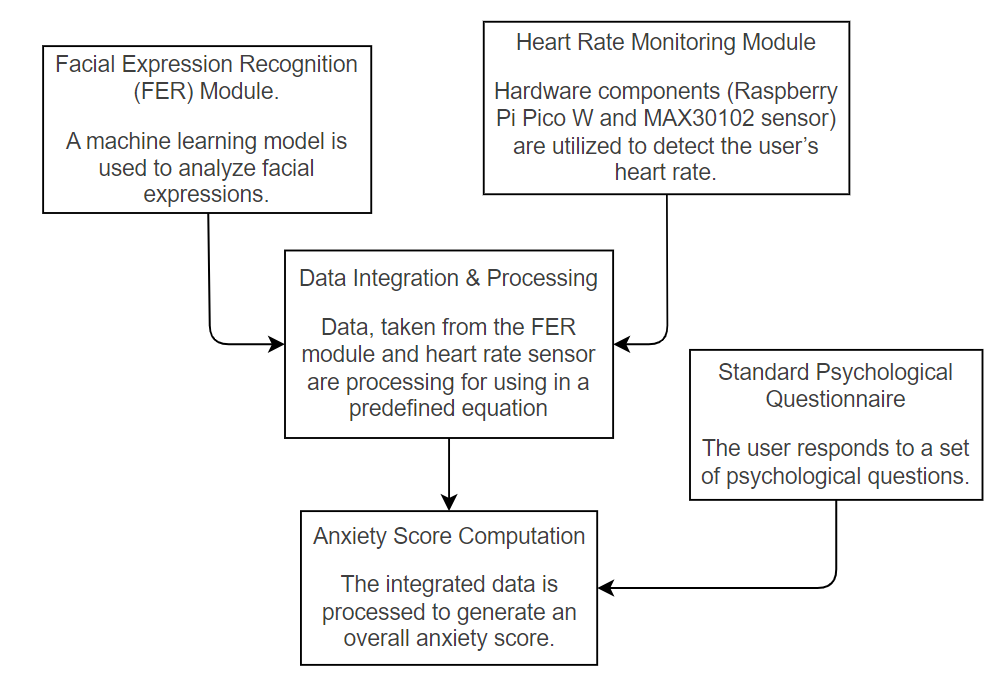 Facial Expression Recognition
(FER) Module.
A machine learning model is
used to analyze facial
expressions.
Heart Rate Monitoring Module
Hardware components (Raspberry
Pi Pico W and MAX30102 sensor)
are utilized to detect the user’s
heart rate.
Data Integration & Processing
Data, taken from the FER
module and heart rate sensor
are processing for using in a
predefined equation
Standard Psychological
Questionnaire
The user responds to a set
of psychological questions.
Anxiety Score Computation
The integrated data is
processed to generate an
overall anxiety score.